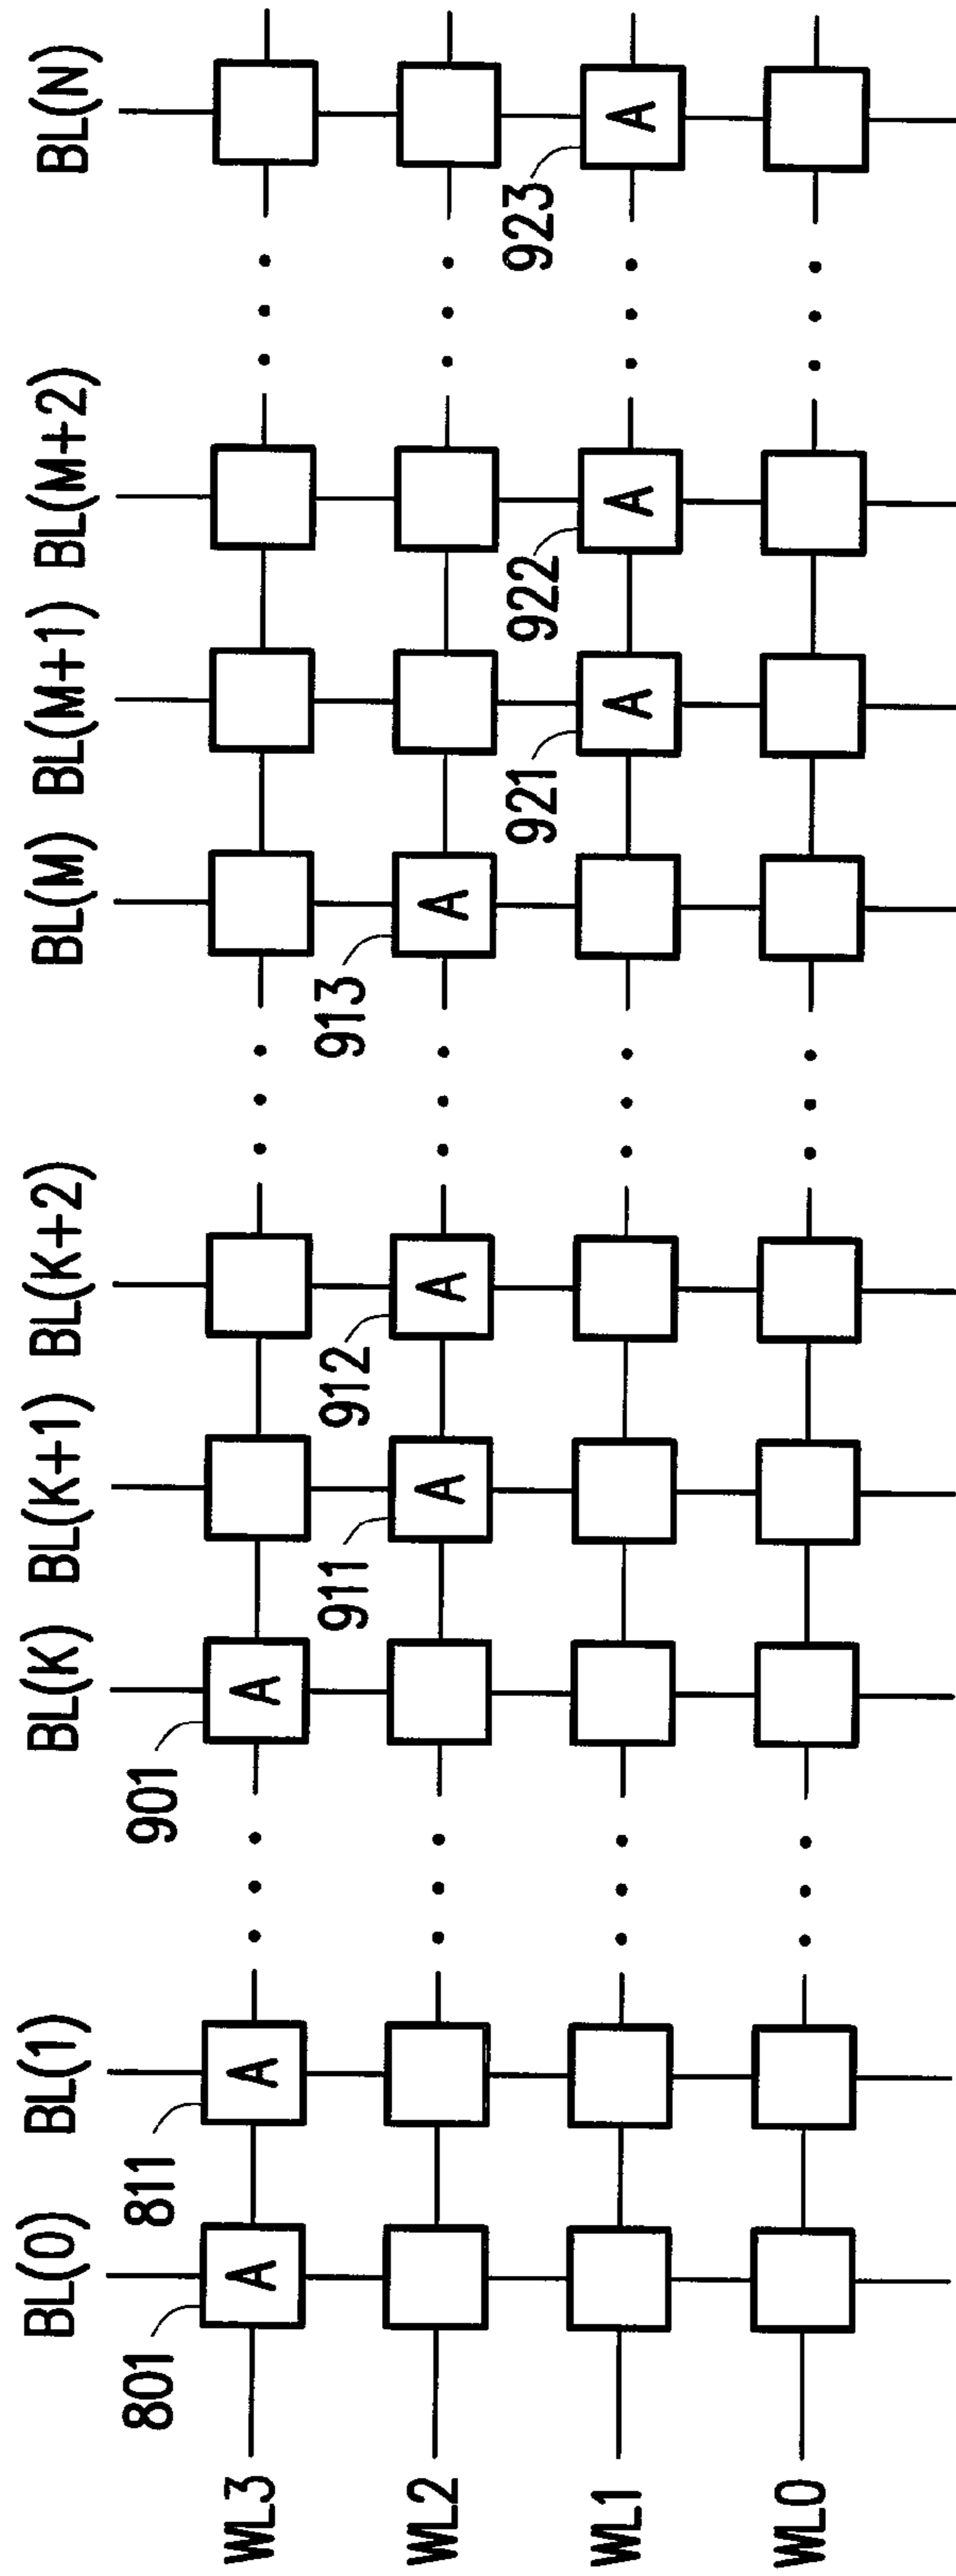 BL(0) BL(1) BL(K) BL(K+1) BL(K+2) BL(M) BL(M+1) BL(M+2) BL(N)
801 811 901
WL3 A A A
911 912 913
WL2 A A A
921 922 923
WL1 A A A
WL0